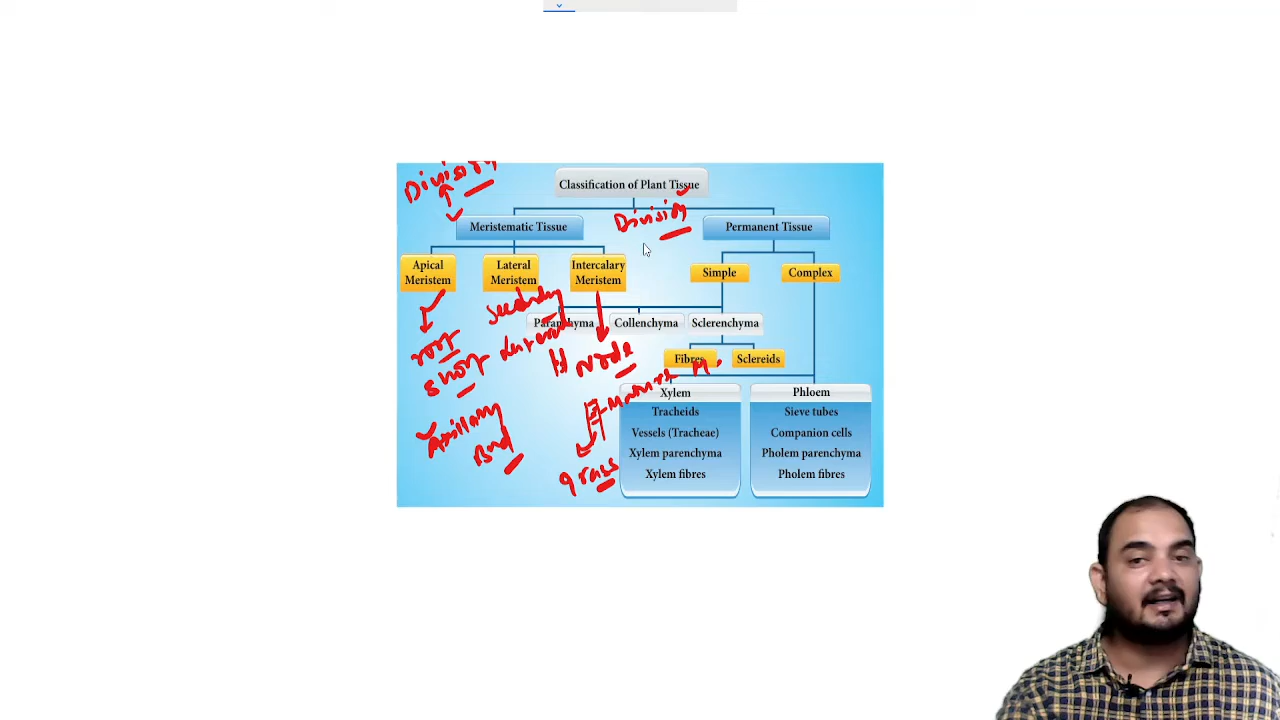 Division
Classification of Plant Tissue
Division
Meristematic Tissue
Permanent Tissue
Apical
Meristem
Lateral
Meristem
Intercalary
Meristem
Simple
Complex
secondary
Parenchyma
Collenchyma
Sclerenchyma
root
Node
Fibres
Sclereids
Xylem
Tracheids
Vessels (Tracheae)
Xylem parenchyma
Xylem fibres
Phloem
Sieve tubes
Companion cells
Pholem parenchyma
Pholem fibres
Axillary
Bud
grass